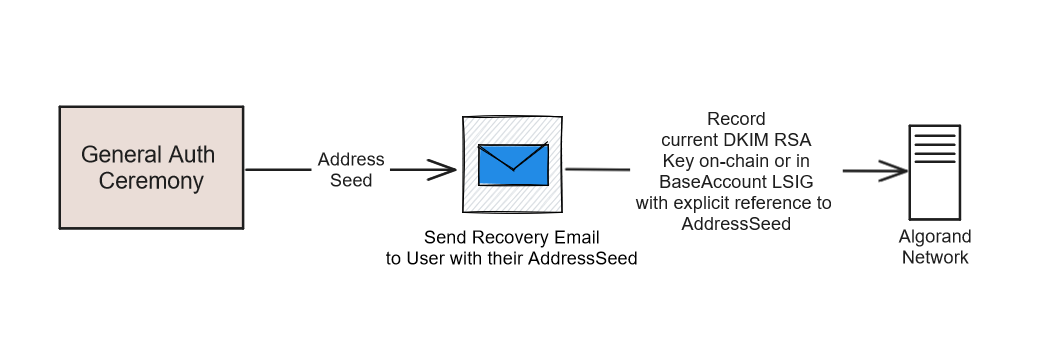 General Auth
Ceremony
Address
Seed
Send Recovery Email
to User with their AddressSeed
Record
current DKIM RSA
Key on-chain or in
BaseAccount LSIG
with explicit reference to
AddressSeed
Algorand
Network